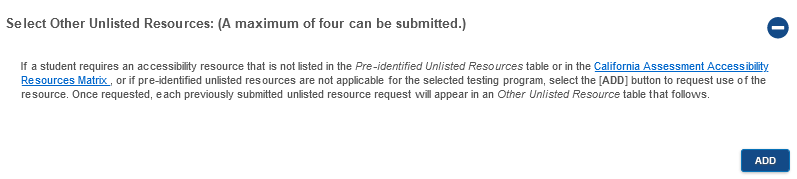 Select Other Unlisted Resources: (A maximum of four can be submitted.)
If a student requires an accessibility resource that is not listed in the Pre-identified Unlisted Resources table or in the California Assessment Accessibility
Resources Matrix , or if pre-identified unlisted resources are not applicable for the selected testing program, select the [ADD] button to request use of the
resource. Once requested, each previously submitted unlisted resource request will appear in an Other Unlisted Resource table that follows.
ADD